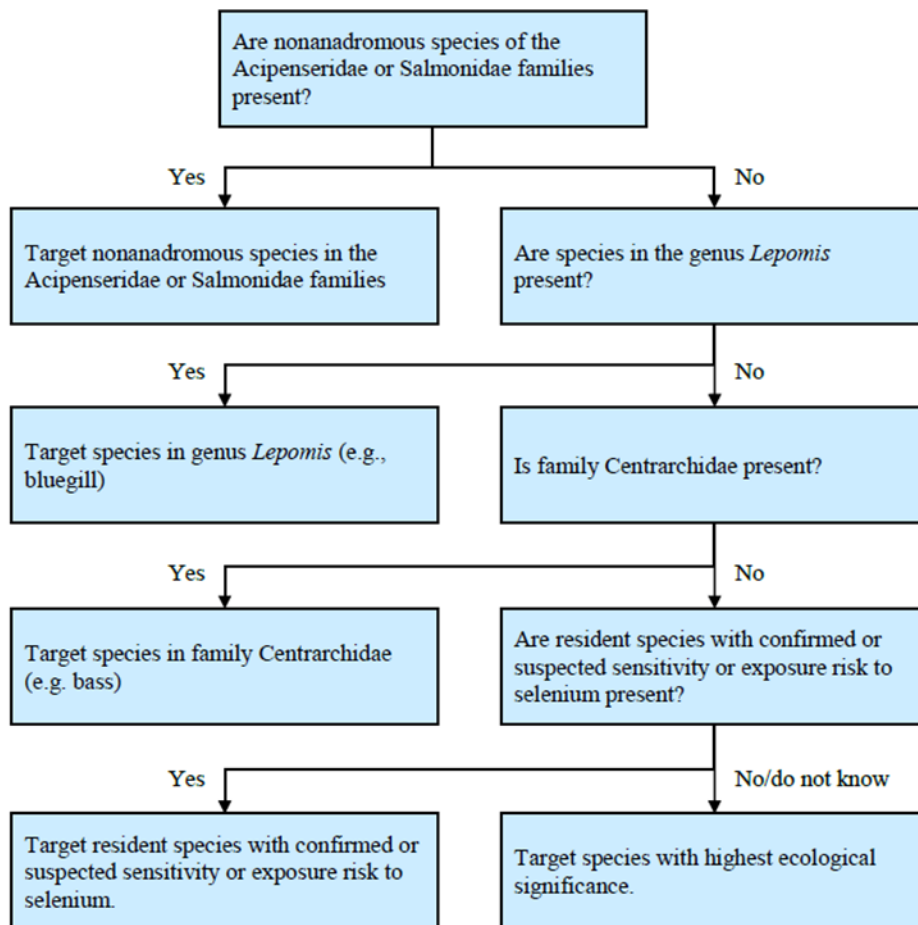 Are nonanadromous species of the
Acipenseridae or Salmonidae families
present?
Yes
No
Target nonanadromous species in the
Acipenseridae or Salmonidae families
Are species in the genus Lepomis
present?
Yes
No
Target species in genus Lepomis (e.g.,
bluegill)
Is family Centrarchidae present?
Yes
No
Target species in family Centrarchidae
(e.g. bass)
Are resident species with confirmed or
suspected sensitivity or exposure risk to
selenium present?
Yes
No/do not know
Target resident species with confirmed or
suspected sensitivity or exposure risk to
selenium.
Target species with highest ecological
significance.